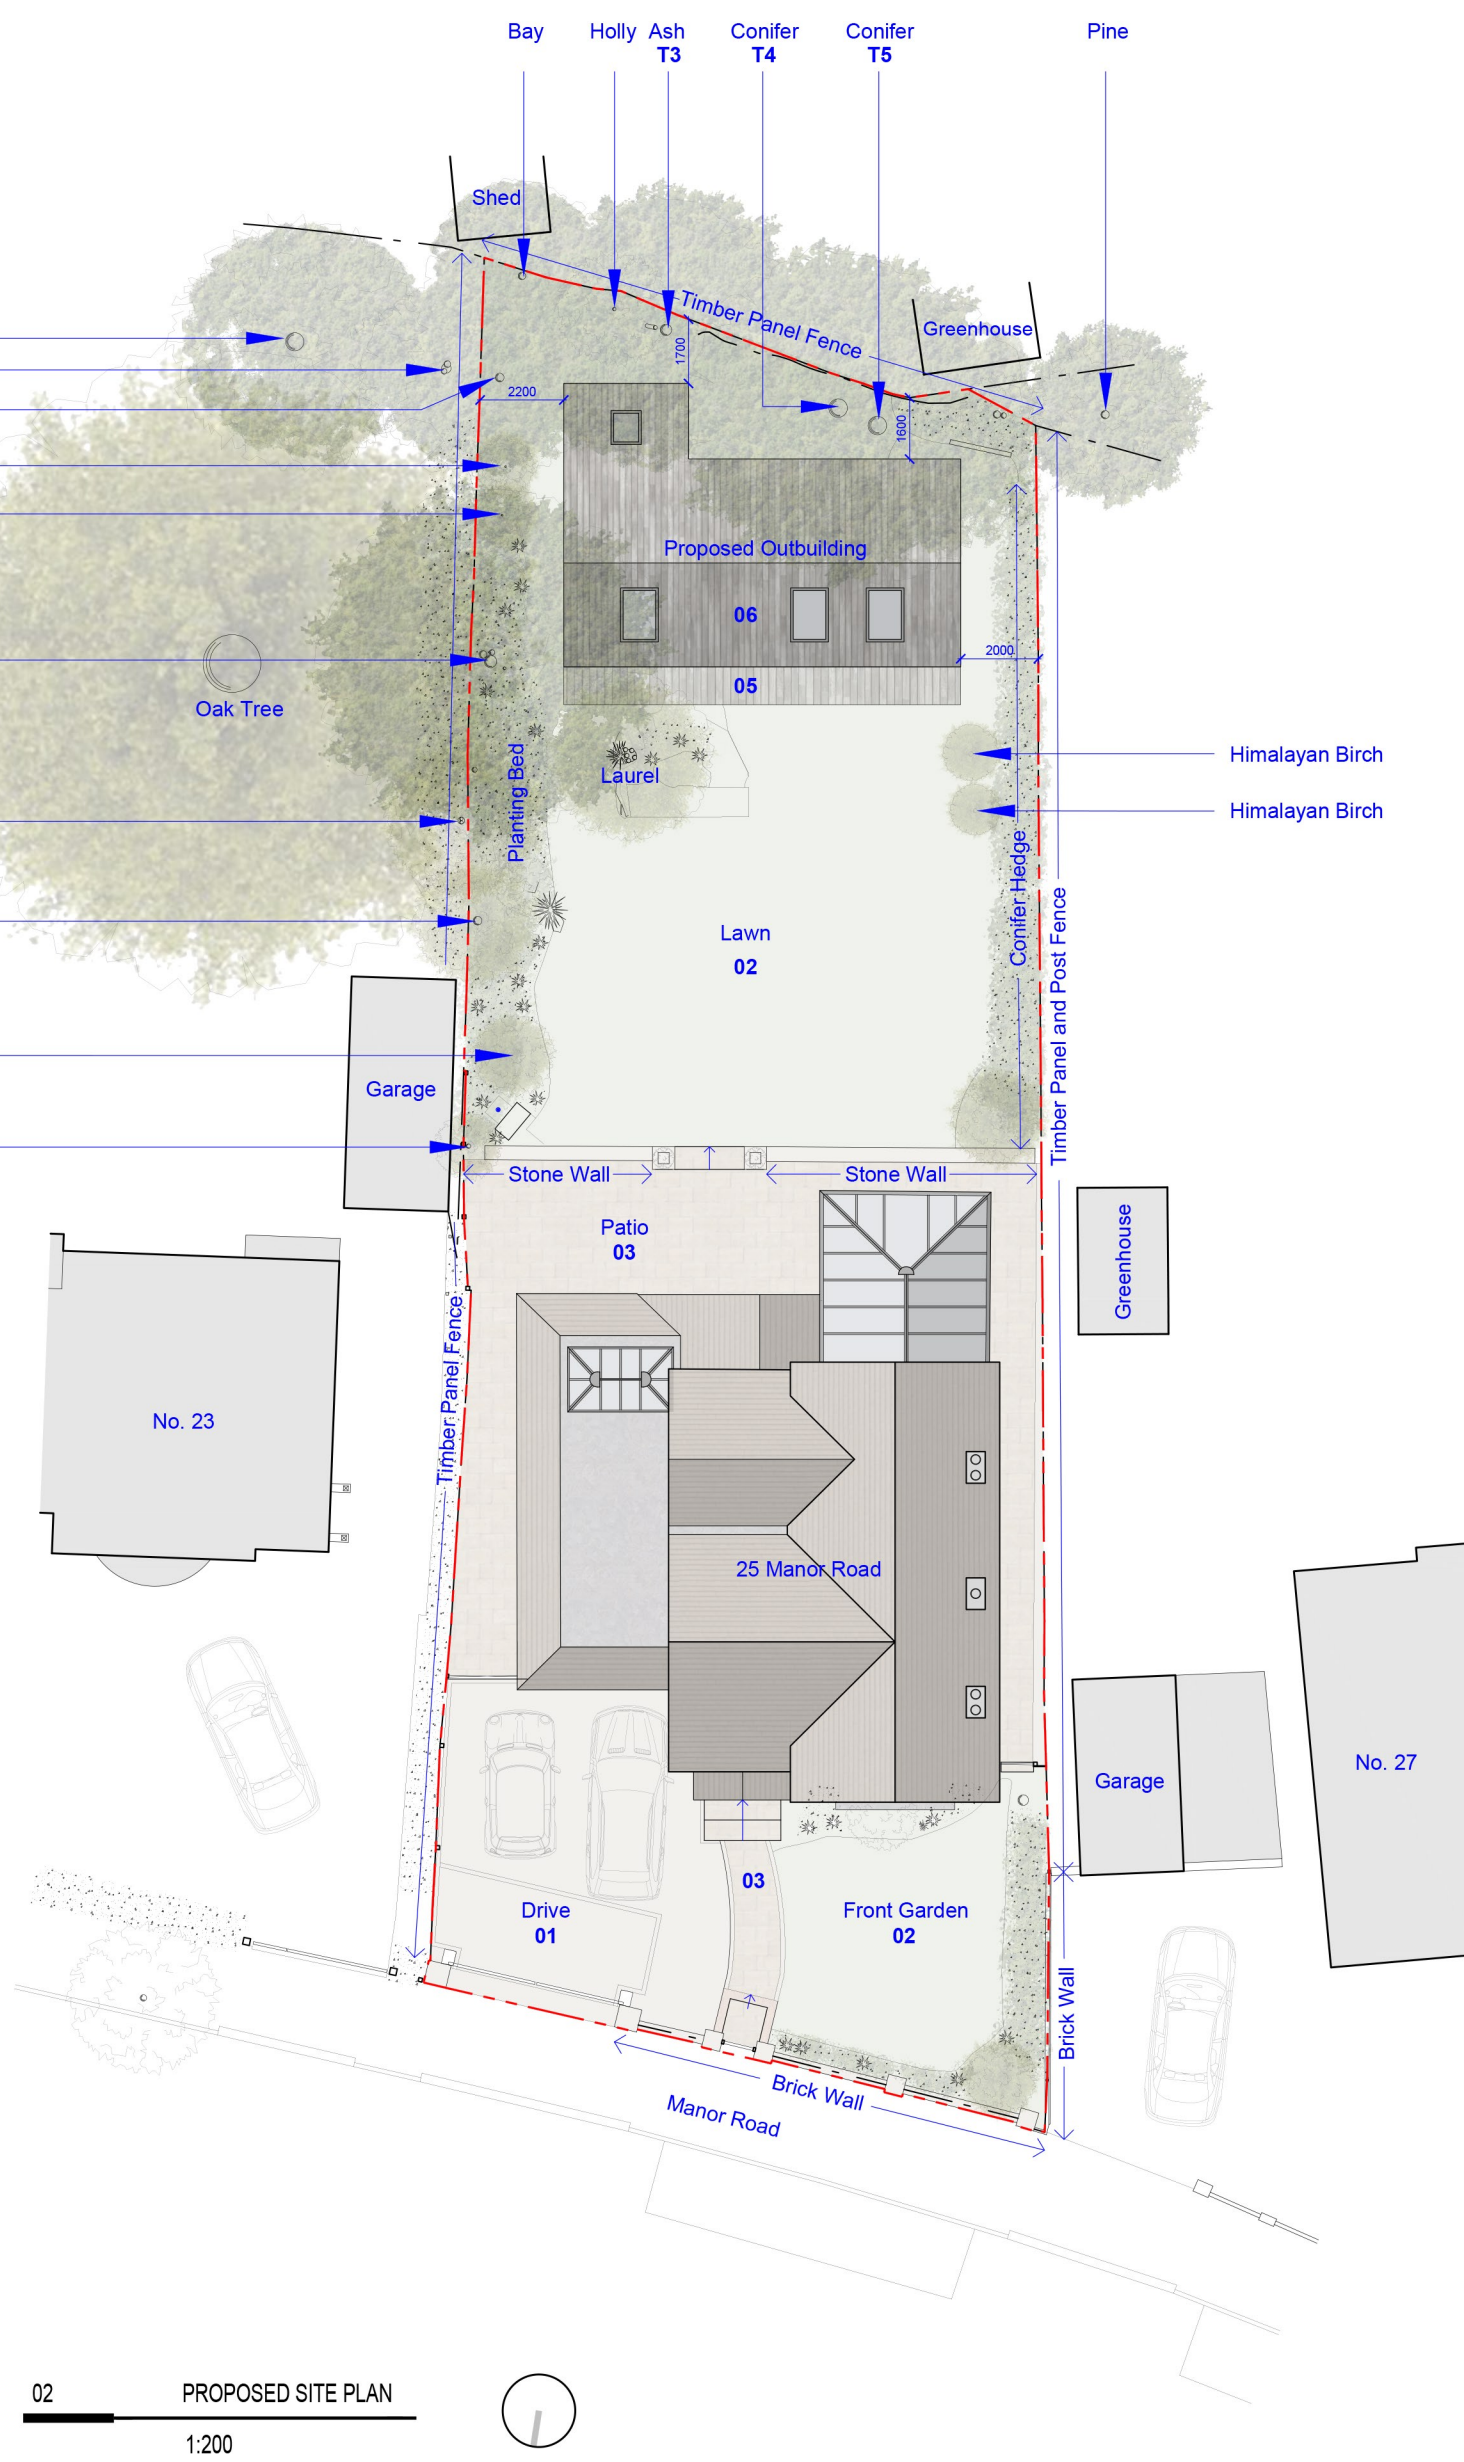 Bay
Holly
Ash
T3
Conifer
T4
Conifer
T5
Pine
Shed
Timber Panel Fence
Greenhouse
1700
2200
1600
Proposed Outbuilding
06
2000
05
Oak Tree
Planting Bed
Laurel
Himalayan Birch
Himalayan Birch
Conifer Hedge
Timber Panel and Post Fence
Lawn
02
Garage
Stone Wall
Stone Wall
Patio
03
Greenhouse
Timber Panel Fence
No. 23
25 Manor Road
No. 27
Garage
03
Drive
01
Front Garden
02
Brick Wall
Brick Wall
Manor Road
02
PROPOSED SITE PLAN
1:200